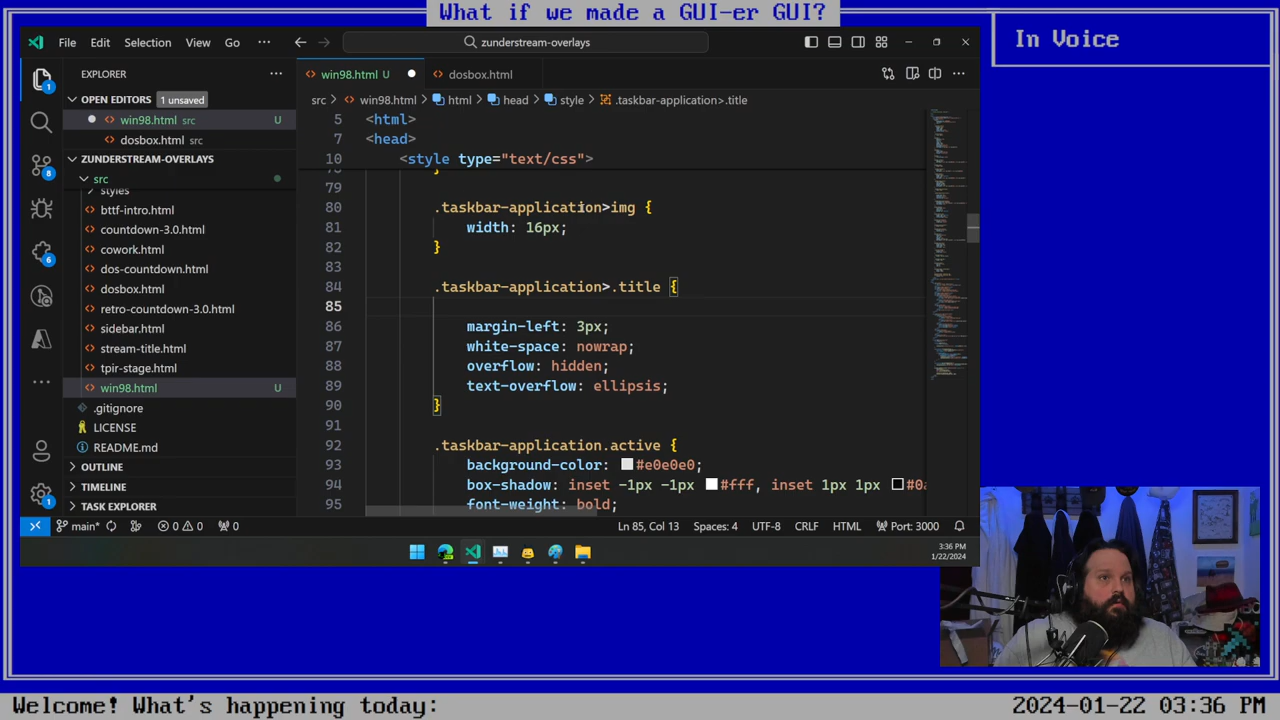 What if we made a GUI-er GUI?
In Voice
File Edit Selection View Go ··· zunderstream-overlays
EXPLORER ···
win98.html U
dosbox.html
OPEN EDITORS 1 unsaved
win98.html src U
dosbox.html src
ZUNDERSTREAM-OVERLAYS
src
styles
bttf-intro.html
countdown-3.0.html
cowork.html
dos-countdown.html
dosbox.html
retro-countdown-3.0.html
sidebar.html
stream-titles.html
tpir-stage.html
win98.html U
.gitignore
LICENSE
README.md
OUTLINE
TIMELINE
TASK EXPLORER
src > win98.html > html > head > style > .taskbar-application>.title
5 <html>
7 <head>
10 <style type="text/css">
}
79
80 .taskbar-application>img {
81 width: 16px;
82 }
83
84 .taskbar-application>.title {
85
86 margin-left: 3px;
white-space: nowrap;
overflow: hidden;
text-overflow: ellipsis;
90 }
91
92 .taskbar-application.active {
93 background-color: #e0e0e0;
94 box-shadow: inset -1px -1px #fff, inset 1px 1px #0a
95 font-weight: bold;
8
6
1
1
main* 0 0 0 Ln 85, Col 13 Spaces: 4 UTF-8 CRLF HTML Port: 3000
3:36 PM
1/22/2024
Welcome! What's happening today: 2024-01-22 03:36 PM